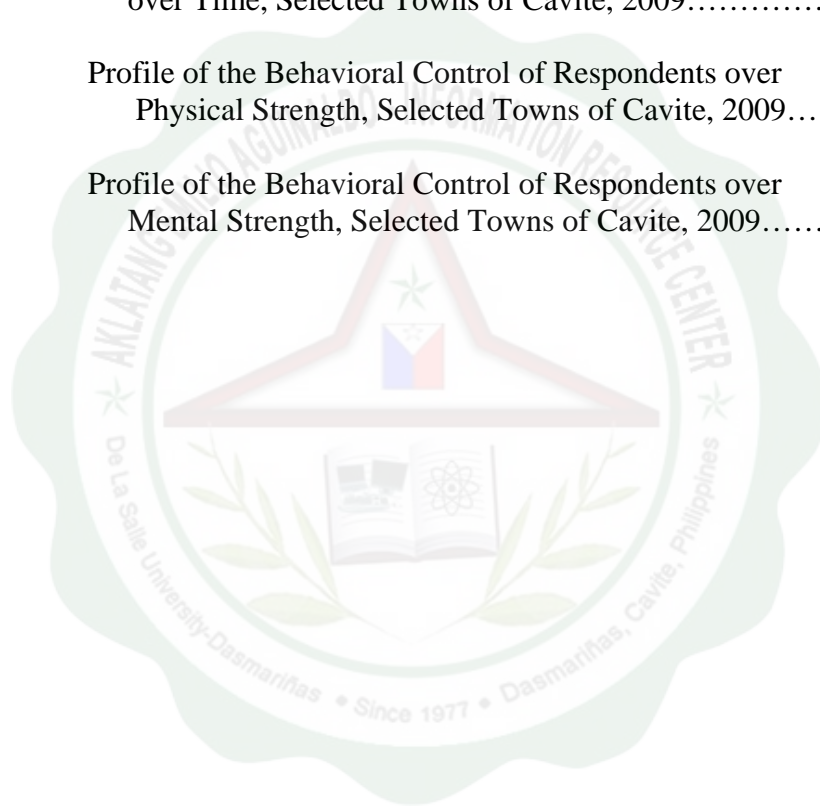 over Time, Selected Towns of Cavite, 2009……………
Profile of the Behavioral Control of Respondents over
Physical Strength, Selected Towns of Cavite, 2009…
Profile of the Behavioral Control of Respondents over
Mental Strength, Selected Towns of Cavite, 2009……
AKLATANG EMILIO AGUINALDO INFORMATION RESOURCE CENTER
De La Salle University-Dasmariñas • Since 1977 • Dasmariñas, Cavite, Philippines